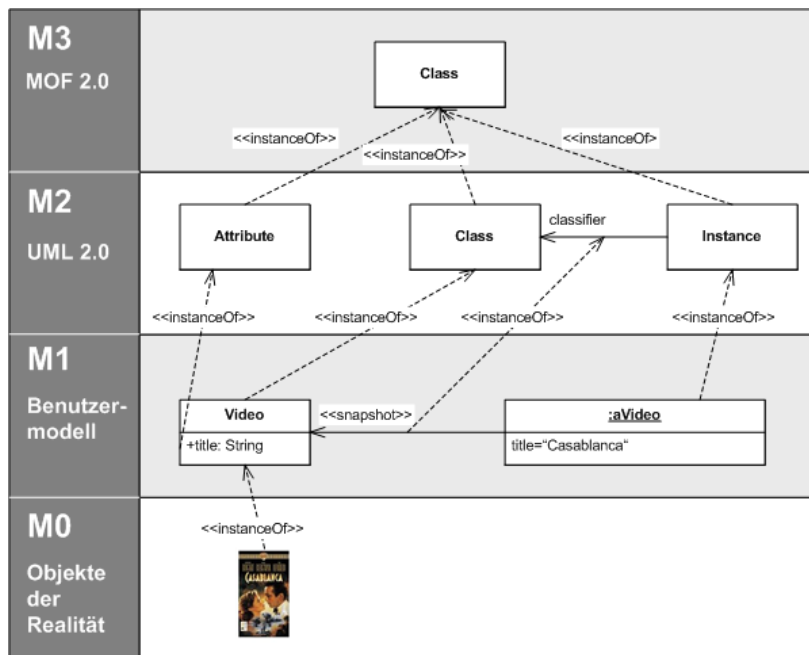 M3
MOF 2.0
Class
<<instanceOf>>
<<instanceOf>>
<<instanceOf>
M2
UML 2.0
Attribute
Class
classifier
Instance
<<instanceOf>>
<<instanceOf>>
<<instanceOf>>
<<instanceOf>>
M1
Benutzer-
modell
Video
+title: String
<<snapshot>>
:aVideo
title=“Casablanca“
M0
Objekte
der
Realität
<<instanceOf>>
CASABLANCA